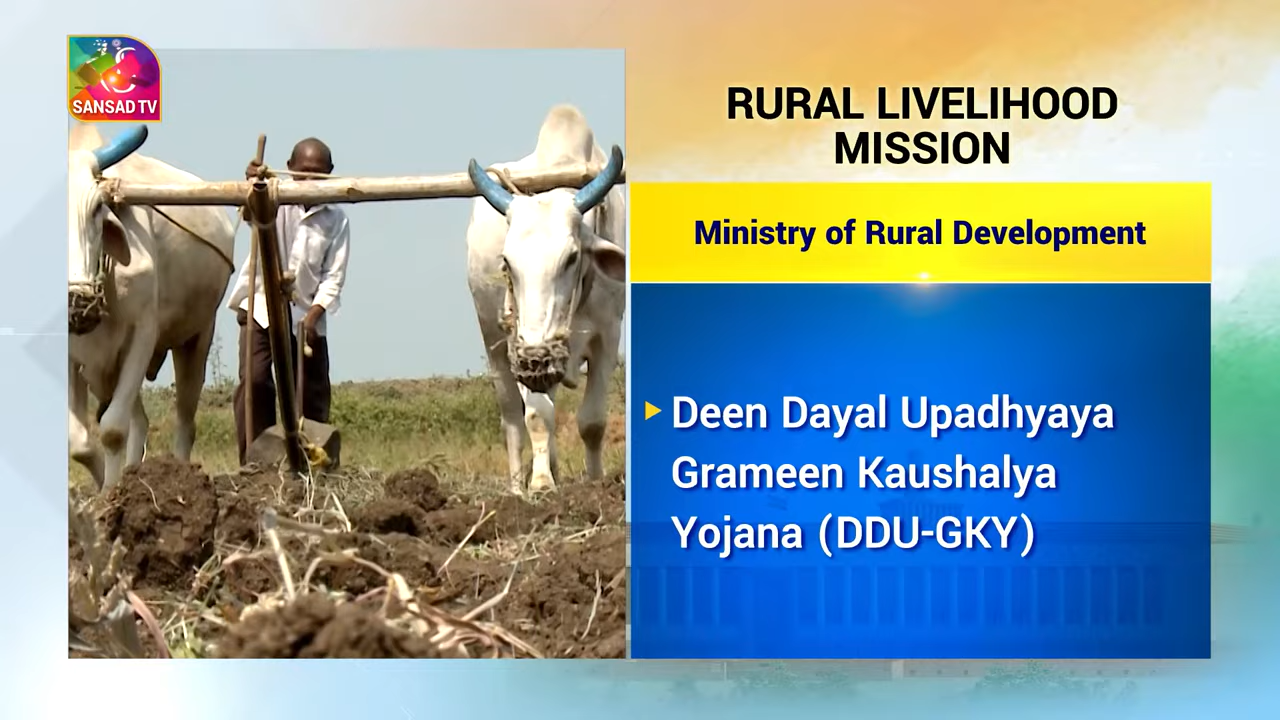 SANSAD TV
RURAL LIVELIHOOD
MISSION
Ministry of Rural Development
Deen Dayal Upadhyaya
Grameen Kaushalya
Yojana (DDU-GKY)